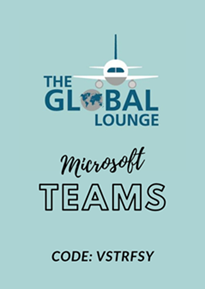 THE
GLOBAL
LOUNGE
Microsoft
TEAMS
CODE: VSTRFSY